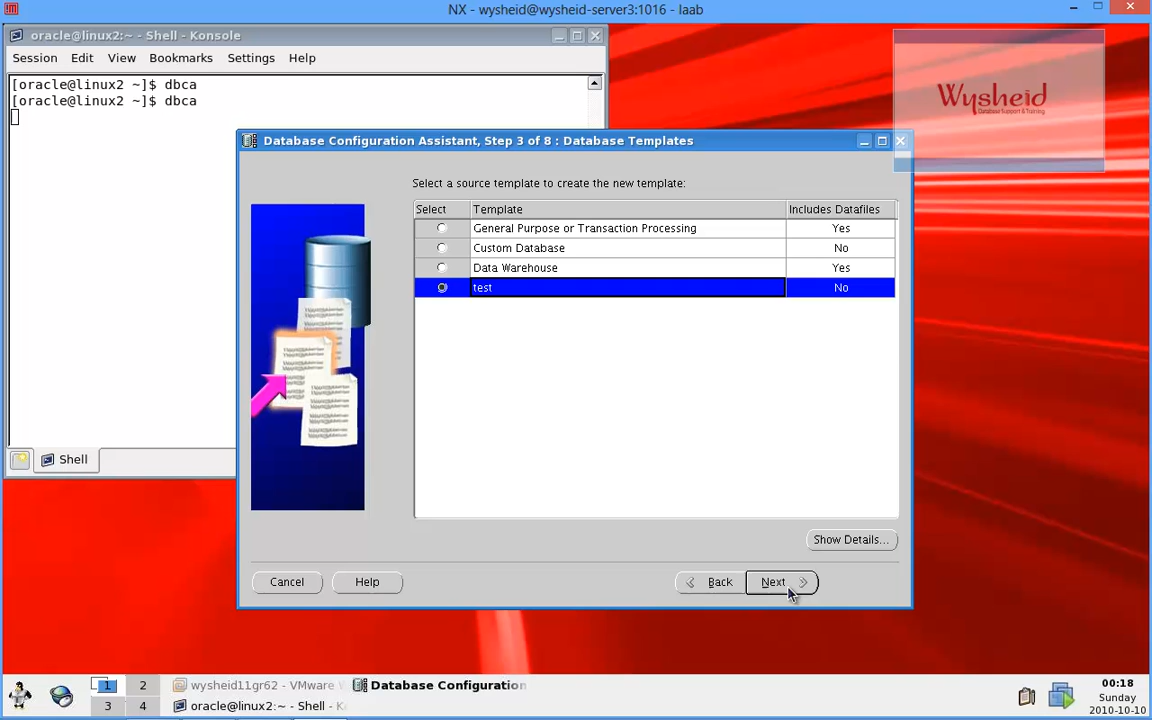 NX - wysheid@wysheid-server3:1016 - laab
oracle@linux2:~ - Shell - Konsole
Session Edit View Bookmarks Settings Help
[oracle@linux2 ~]$ dbca
[oracle@linux2 ~]$ dbca
Wysheid
Database Support & Training
Database Configuration Assistant, Step 3 of 8 : Database Templates
Select a source template to create the new template:
Select Template Includes Datafiles
General Purpose or Transaction Processing Yes
Custom Database No
Data Warehouse Yes
test No
Shell
Show Details...
Cancel Help Back Next
1 2 wysheid11gr62 - VMware Database Configuration
3 4 oracle@linux2:~ - Shell - K
00:18
Sunday
2010-10-10